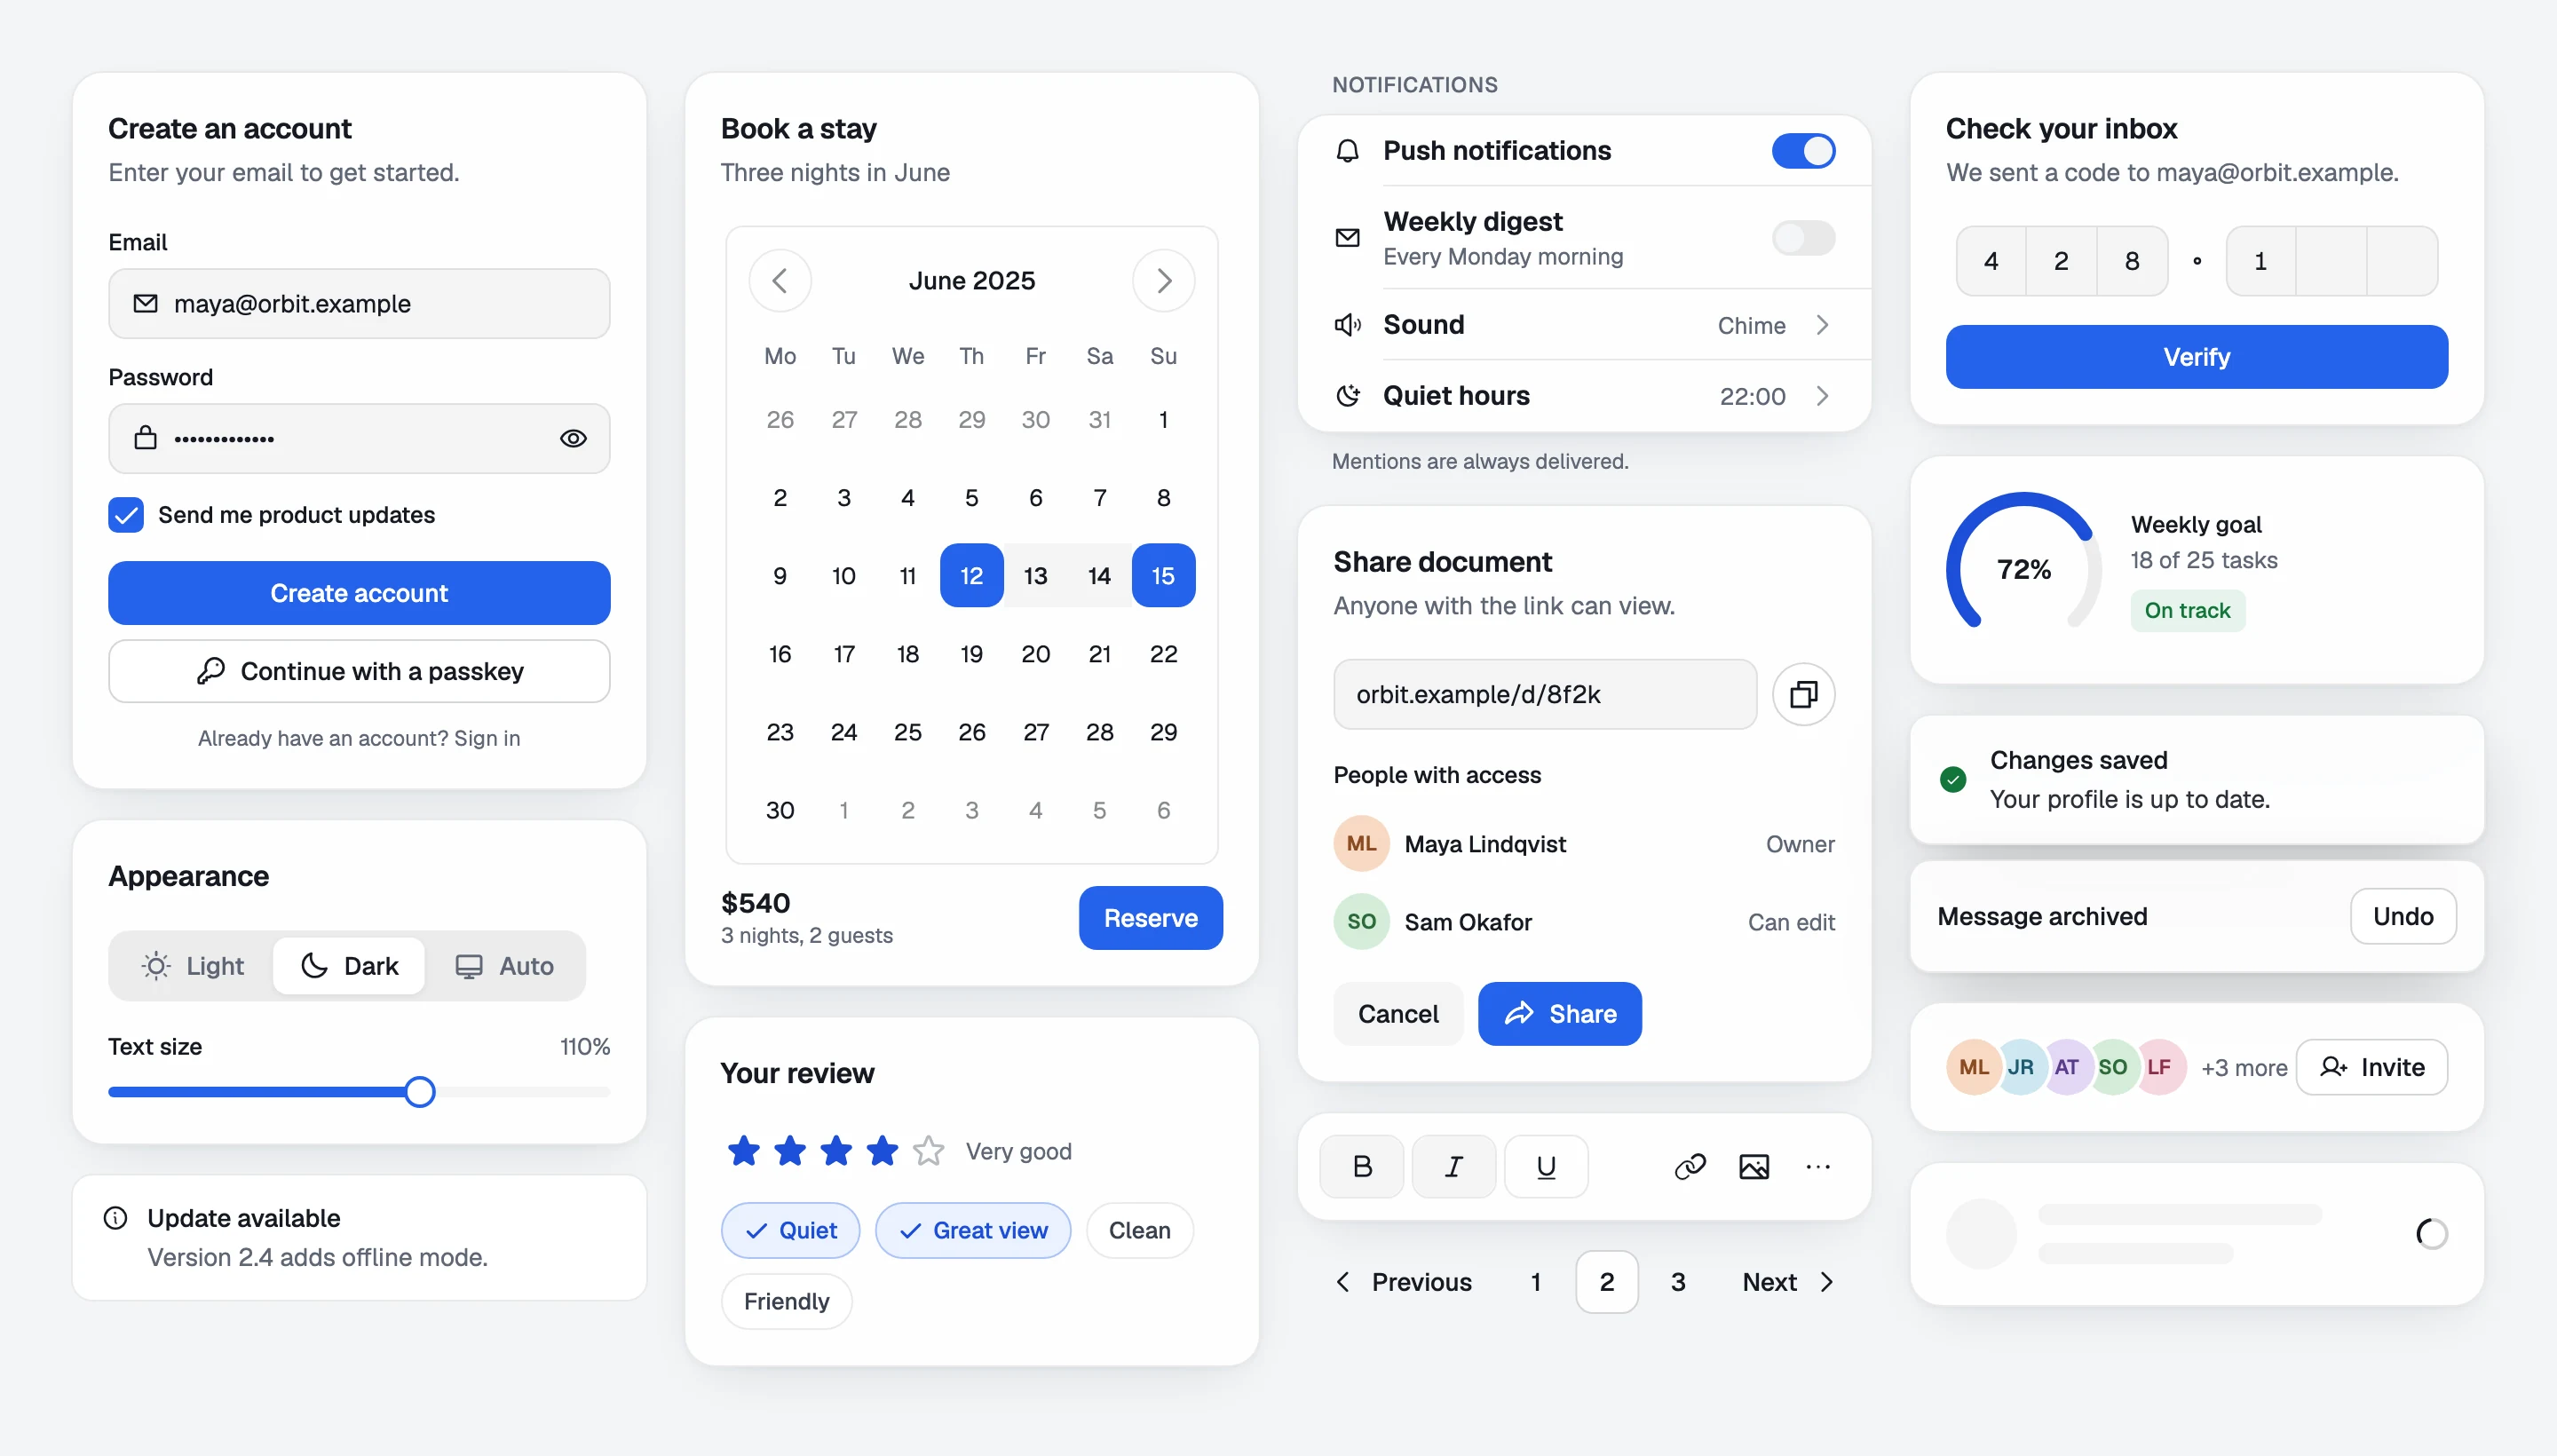 Create an account
Enter your email to get started.
Email
maya@orbit.example
Password
•••••••••••••
Send me product updates
Create account
Continue with a passkey
Already have an account? Sign in
Appearance
Light Dark Auto
Text size 110%
Update available
Version 2.4 adds offline mode.
Book a stay
Three nights in June
June 2025
Mo Tu We Th Fr Sa Su
26 27 28 29 30 31 1
2 3 4 5 6 7 8
9 10 11 12 13 14 15
16 17 18 19 20 21 22
23 24 25 26 27 28 29
30 1 2 3 4 5 6
$540
3 nights, 2 guests
Reserve
Your review
Very good
Quiet Great view Clean
Friendly
NOTIFICATIONS
Push notifications
Weekly digest
Every Monday morning
Sound Chime
Quiet hours 22:00
Mentions are always delivered.
Share document
Anyone with the link can view.
orbit.example/d/8f2k
People with access
ML Maya Lindqvist Owner
SO Sam Okafor Can edit
Cancel Share
B I U
Previous 1 2 3 Next
Check your inbox
We sent a code to maya@orbit.example.
4 2 8 1
Verify
72%
Weekly goal
18 of 25 tasks
On track
Changes saved
Your profile is up to date.
Message archived Undo
ML JR AT SO LF +3 more Invite